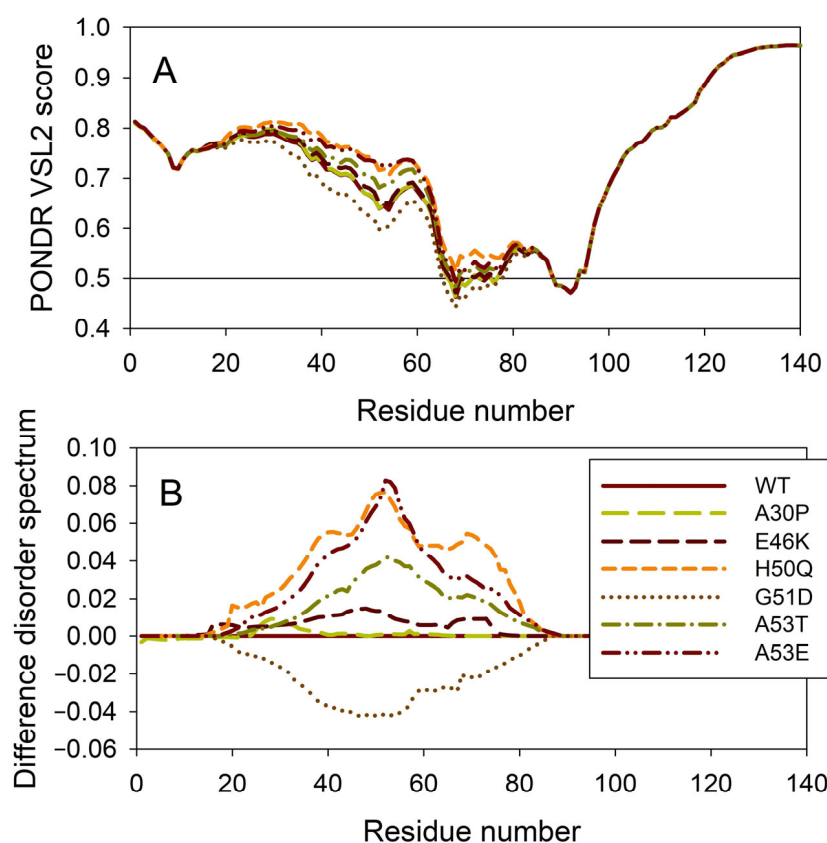 A
PONDR VSL2 score
1.0
0.9
0.8
0.7
0.6
0.5
0.4
0 20 40 60 80 100 120 140
Residue number
B
Difference disorder spectrum
0.10
0.08
0.06
0.04
0.02
0.00
−0.02
−0.04
−0.06
WT
A30P
E46K
H50Q
G51D
A53T
A53E
0 20 40 60 80 100 120 140
Residue number